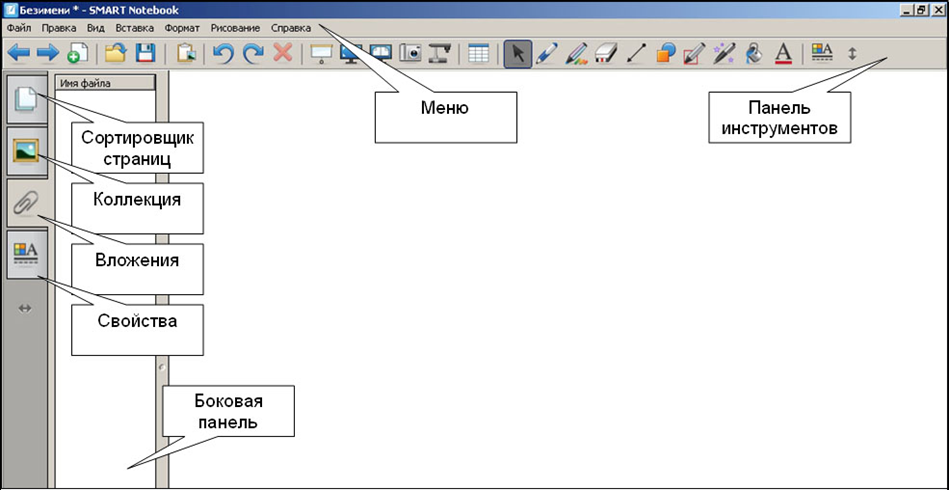 Безимени * - SMART Notebook
Файл Правка Вид Вставка Формат Рисование Справка
Имя файла
Меню
Панель
инструментов
Сортировщик
страниц
Коллекция
Вложения
Свойства
Боковая
панель